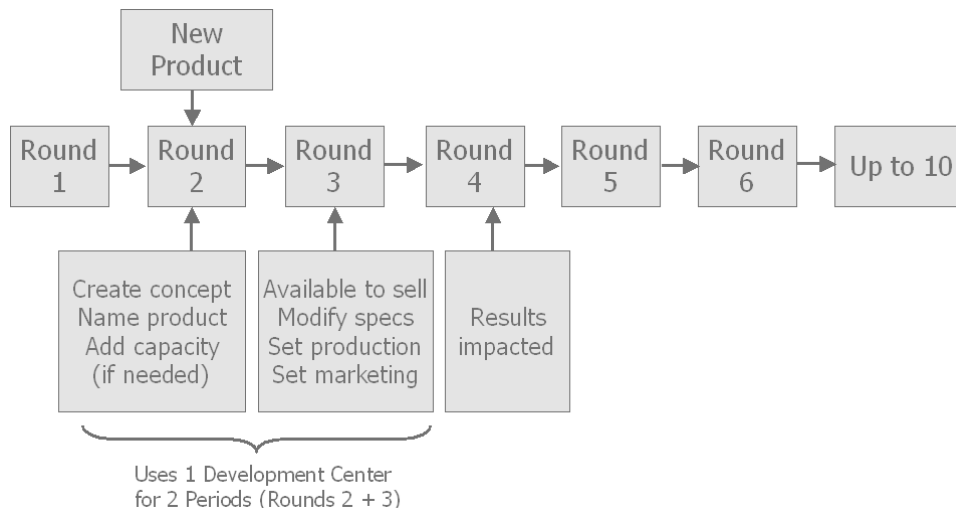 New
Product
Round
1
Round
2
Round
3
Round
4
Round
5
Round
6
Up to 10
Create concept
Name product
Add capacity
(if needed)
Available to sell
Modify specs
Set production
Set marketing
Results
impacted
Uses 1 Development Center
for 2 Periods (Rounds 2 + 3)